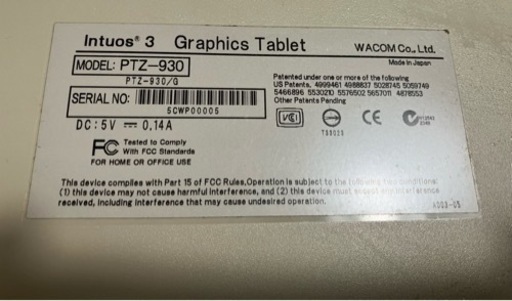 Intuos® 3 Graphics Tablet
WACOM Co., Ltd.
Made in Japan
MODEL: PTZ-930
PTZ-930/G
SERIAL NO:
5CWP00005
DC: 5V 0.14A
Patented under one or more of the following
US Patents. 4999461 4988837 5028745 5059749
5466896 5530210 5576502 5657011 4878553
Other Patents Pending
FC Tested to Comply
With FCC Standards
FOR HOME OR OFFICE USE
VCI
CE
This device complies with Part 15 of FCC Rules.Operation is subject to the following two conditions:
(1) this device may not cause harmful interference, and (2) this device must accept any interference
received, including interference that may cause undesired operation.